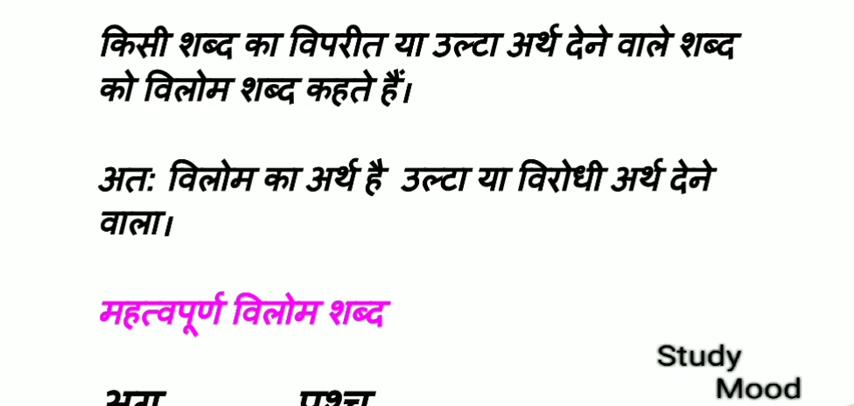 किसी शब्द का विपरीत या उल्टा अर्थ देने वाले शब्द
को विलोम शब्द कहते हैं।
अत: विलोम का अर्थ है उल्टा या विरोधी अर्थ देने
वाला।
महत्वपूर्ण विलोम शब्द
Study
Mood